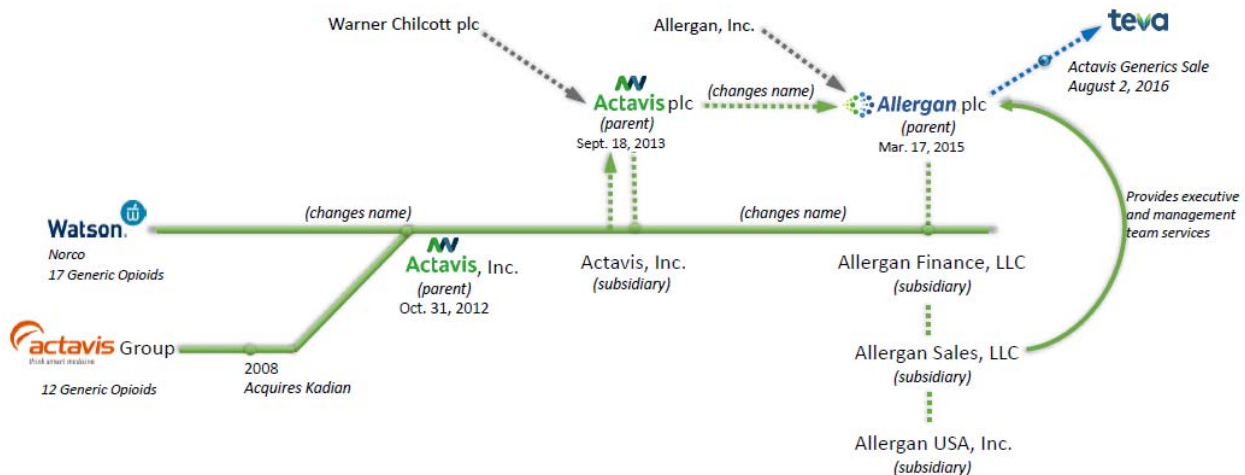 Warner Chilcott plc
Allergan, Inc.
teva
Actavis Generics Sale
August 2, 2016
Actavis plc
(parent)
Sept. 18, 2013
(changes name)
Allergan plc
(parent)
Mar. 17, 2015
Provides executive
and management
team services
Watson.
Norco
17 Generic Opioids
(changes name)
(changes name)
Actavis, Inc.
(parent)
Oct. 31, 2012
Actavis, Inc.
(subsidiary)
Allergan Finance, LLC
(subsidiary)
actavis Group
think smart medicine
12 Generic Opioids
2008
Acquires Kadian
Allergan Sales, LLC
(subsidiary)
Allergan USA, Inc.
(subsidiary)